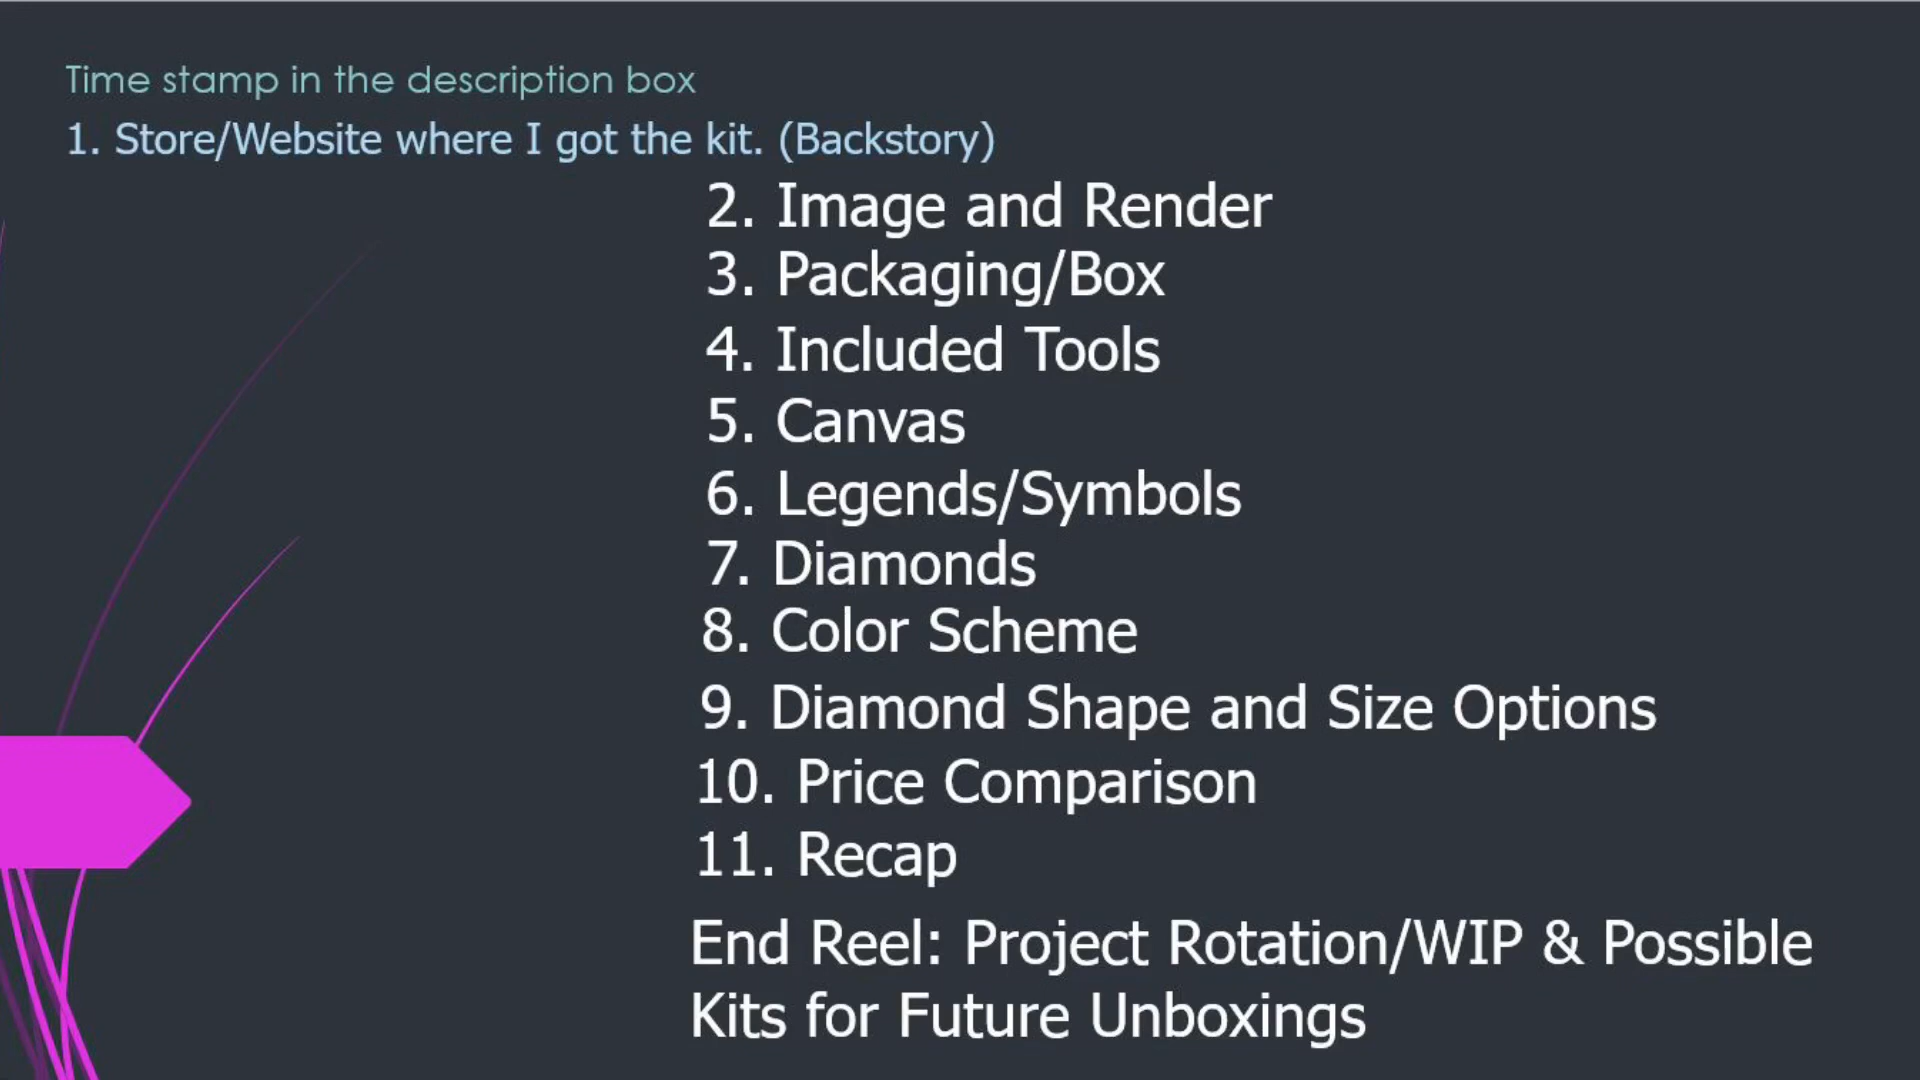 Time stamp in the description box
1. Store/Website where I got the kit. (Backstory)
2. Image and Render
3. Packaging/Box
4. Included Tools
5. Canvas
6. Legends/Symbols
7. Diamonds
8. Color Scheme
9. Diamond Shape and Size Options
10. Price Comparison
11. Recap
End Reel: Project Rotation/WIP & Possible
Kits for Future Unboxings